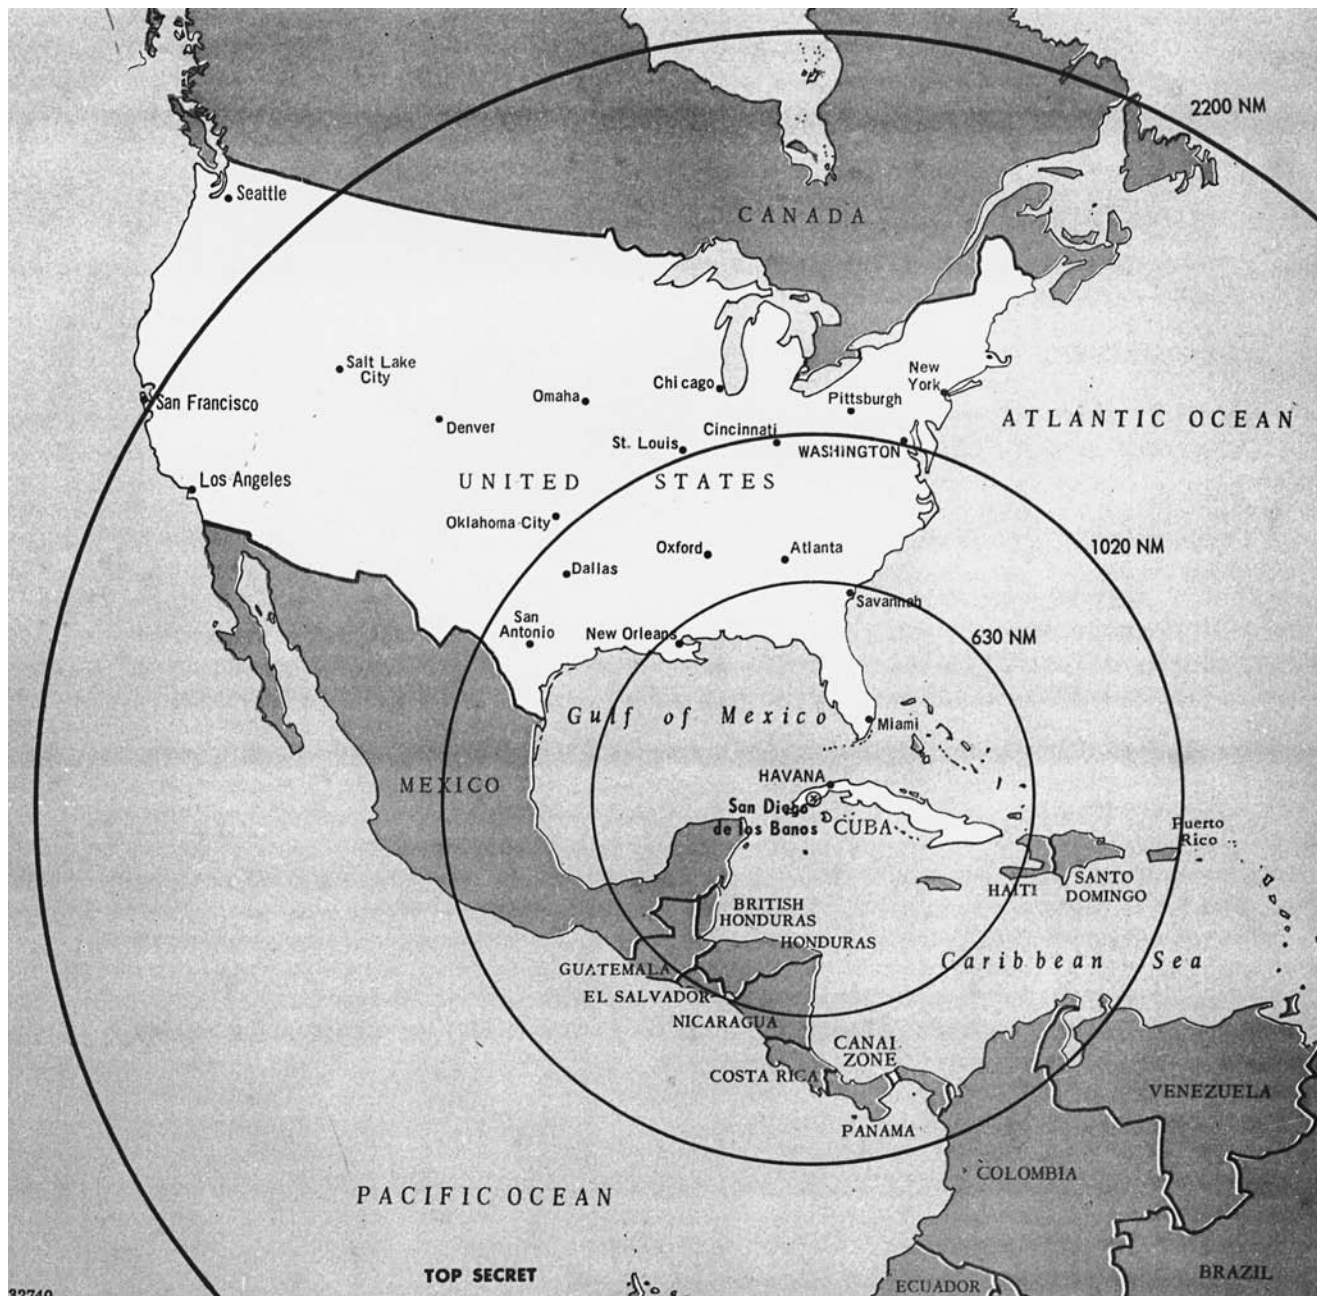 2200 NM
Seattle
CANADA
Salt Lake
City
San Francisco
Denver
Omaha
Chicago
New
York
Pittsburgh
ATLANTIC OCEAN
Cincinnati
St. Louis
WASHINGTON
Los Angeles
UNITED STATES
Oklahoma City
1020 NM
Oxford
Atlanta
Dallas
Savannah
San
Antonio
New Orleans
630 NM
Gulf of Mexico
Miami
MEXICO
HAVANA
San Diego
de los Banos
CUBA
Puerto
Rico
HAITI
SANTO
DOMINGO
BRITISH
HONDURAS
HONDURAS
GUATEMALA
Caribbean Sea
EL SALVADOR
NICARAGUA
CANAL
ZONE
COSTA RICA
VENEZUELA
PANAMA
COLOMBIA
PACIFIC OCEAN
TOP SECRET
ECUADOR
BRAZIL